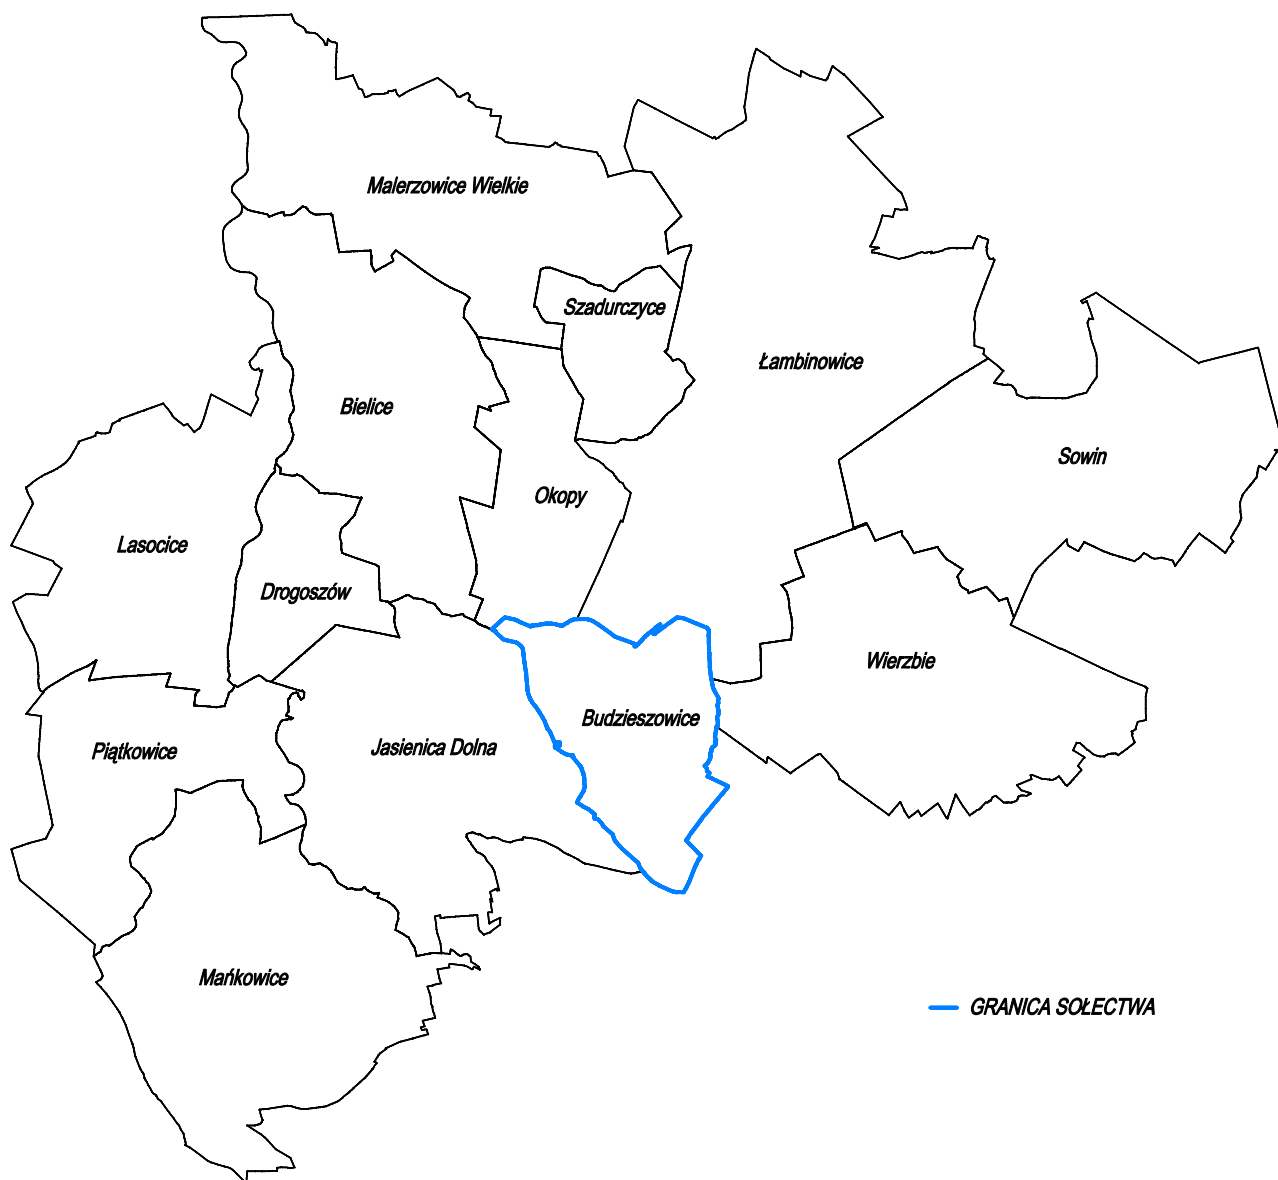 Malerzowice Wielkie
Szadurczyce
Łambinowice
Bielice
Sowin
Okopy
Lasocice
Drogoszów
Wierzbie
Budzieszowice
Jasienica Dolna
Piątkowice
Mańkowice
GRANICA SOŁECTWA